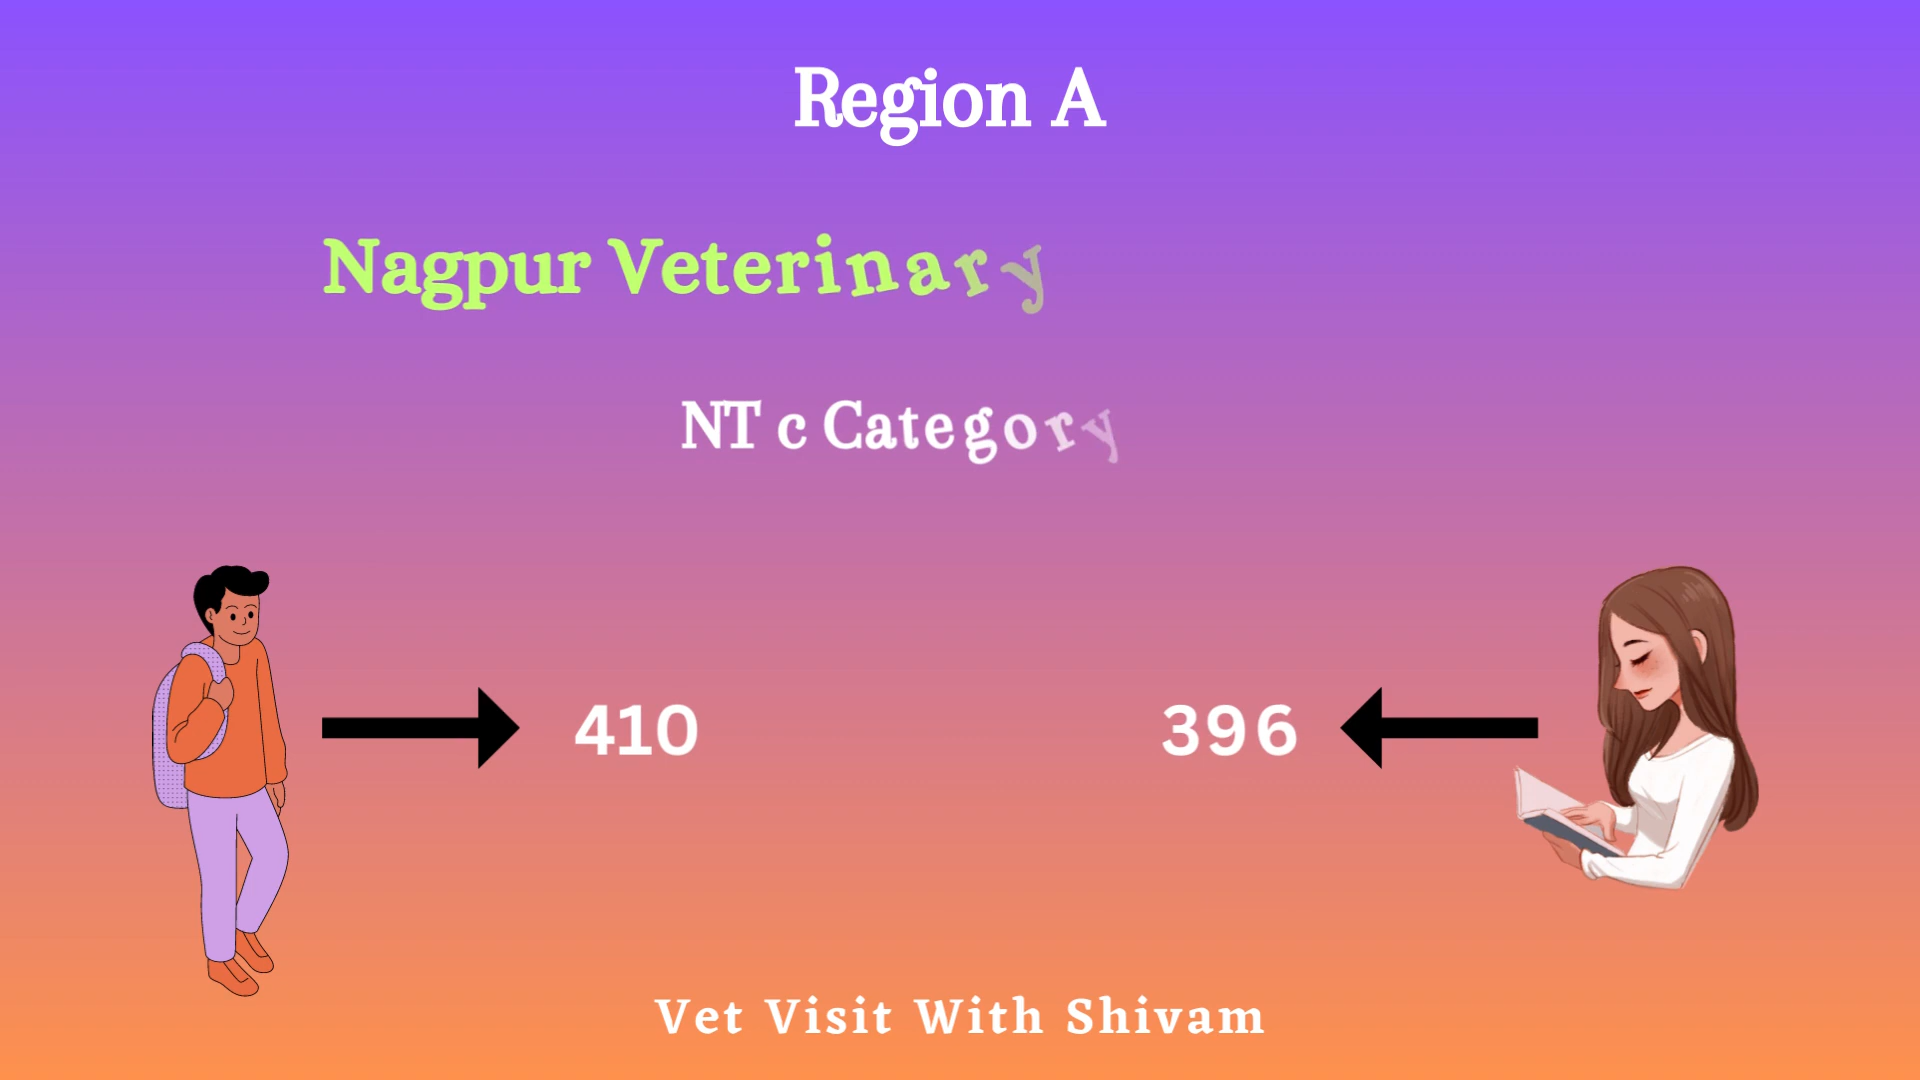 Region A
Nagpur Veterinary
NT c Category
410
396
Vet Visit With Shivam